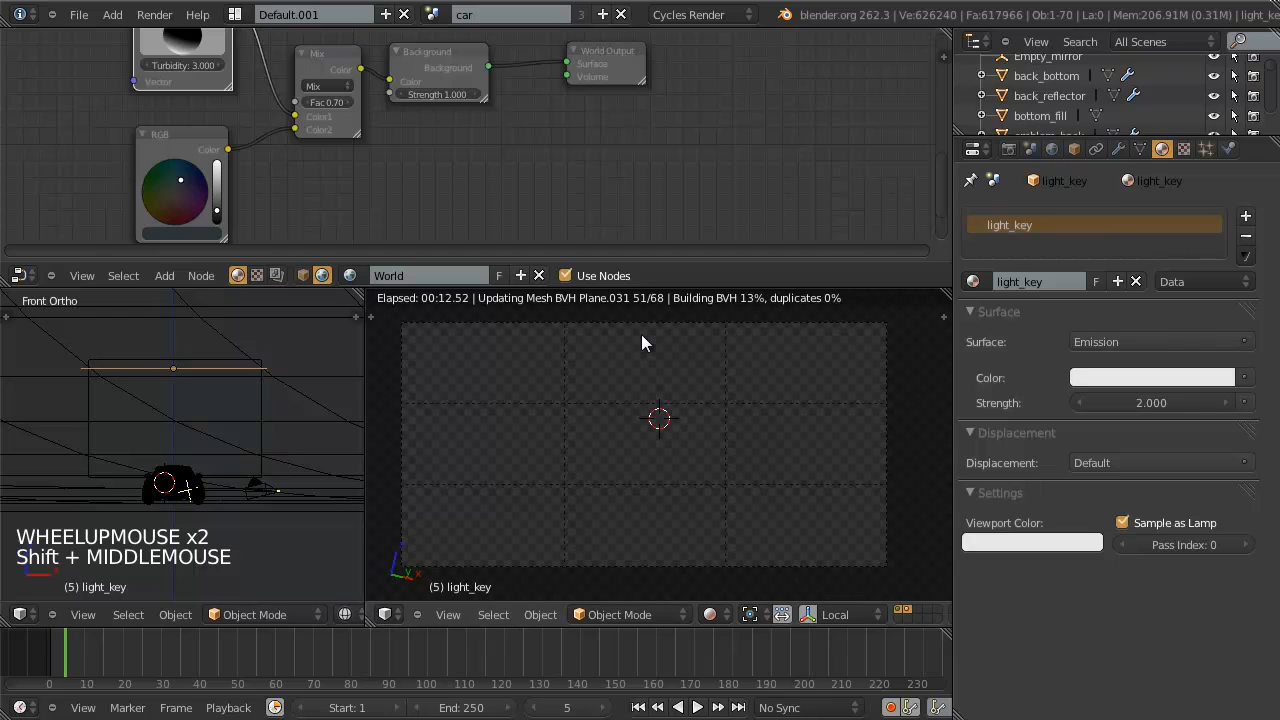 File Add Render Help Default.001 car 3 Cycles Render blender.org 262.3 | Ve:626240 | Fa:617966 | Ob:1-70 | La:0 | Mem:206.91M (0.31M) | light_ke
Turbidity: 3.000
Vector
Mix
Color
Mix
Fac 0.70
Color1
Color2
Background
Background
Color
Strength 1.000
World Output
Surface
Volume
RGB
Color
View Select Add Node World F Use Nodes
View Search All Scenes
Empty_mirror
back_bottom
back_reflector
bottom_fill
light_key light_key
light_key
light_key F Data
Surface
Surface: Emission
Color:
Strength: 2.000
Displacement
Displacement: Default
Settings
Viewport Color: Sample as Lamp
Pass Index: 0
Front Ortho
WHEELUPMOUSE x2
Shift + MIDDLEMOUSE
(5) light_key
View Select Object Object Mode
Elapsed: 00:12.52 | Updating Mesh BVH Plane.031 51/68 | Building BVH 13%, duplicates 0%
z
y x
(5) light_key
View Select Object Object Mode Local
0 10 20 30 40 50 60 70 80 90 100 110 120 130 140 150 160 170 180 190 200 210 220 230
View Marker Frame Playback Start: 1 End: 250 5 No Sync